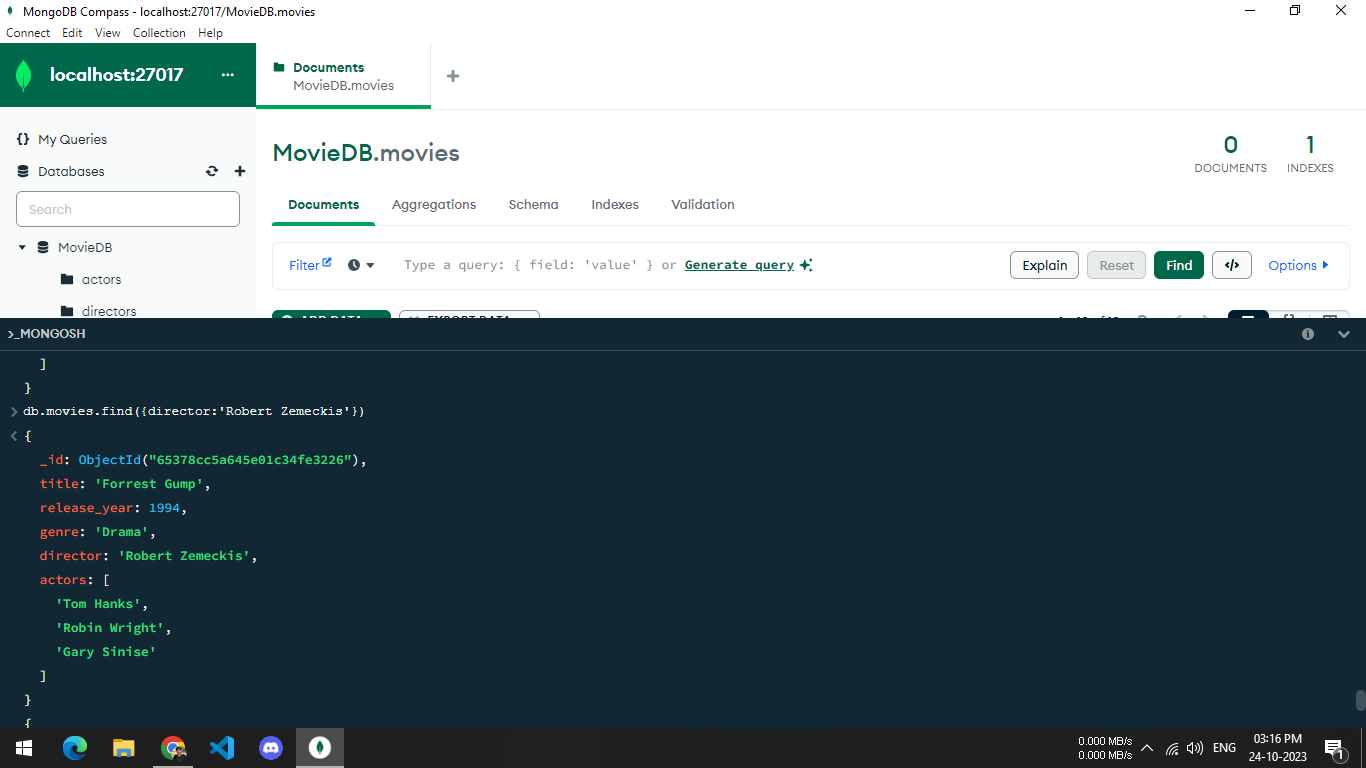 MongoDB Compass - localhost:27017/MovieDB.movies
Connect Edit View Collection Help
localhost:27017 ...
Documents
MovieDB.movies
+
{} My Queries
Databases
Search
MovieDB
actors
directors
MovieDB.movies
0
DOCUMENTS
1
INDEXES
Documents Aggregations Schema Indexes Validation
Filter Type a query: { field: 'value' } or Generate query Explain Reset Find </> Options
ADD DATA EXPORT DATA
>_MONGOSH
]
}
> db.movies.find({director:'Robert Zemeckis'})
< {
_id: ObjectId("65378cc5a645e01c34fe3226"),
title: 'Forrest Gump',
release_year: 1994,
genre: 'Drama',
director: 'Robert Zemeckis',
actors: [
'Tom Hanks',
'Robin Wright',
'Gary Sinise'
]
}
{
0.000 MB/s
0.000 MB/s
ENG
03:16 PM
24-10-2023
1